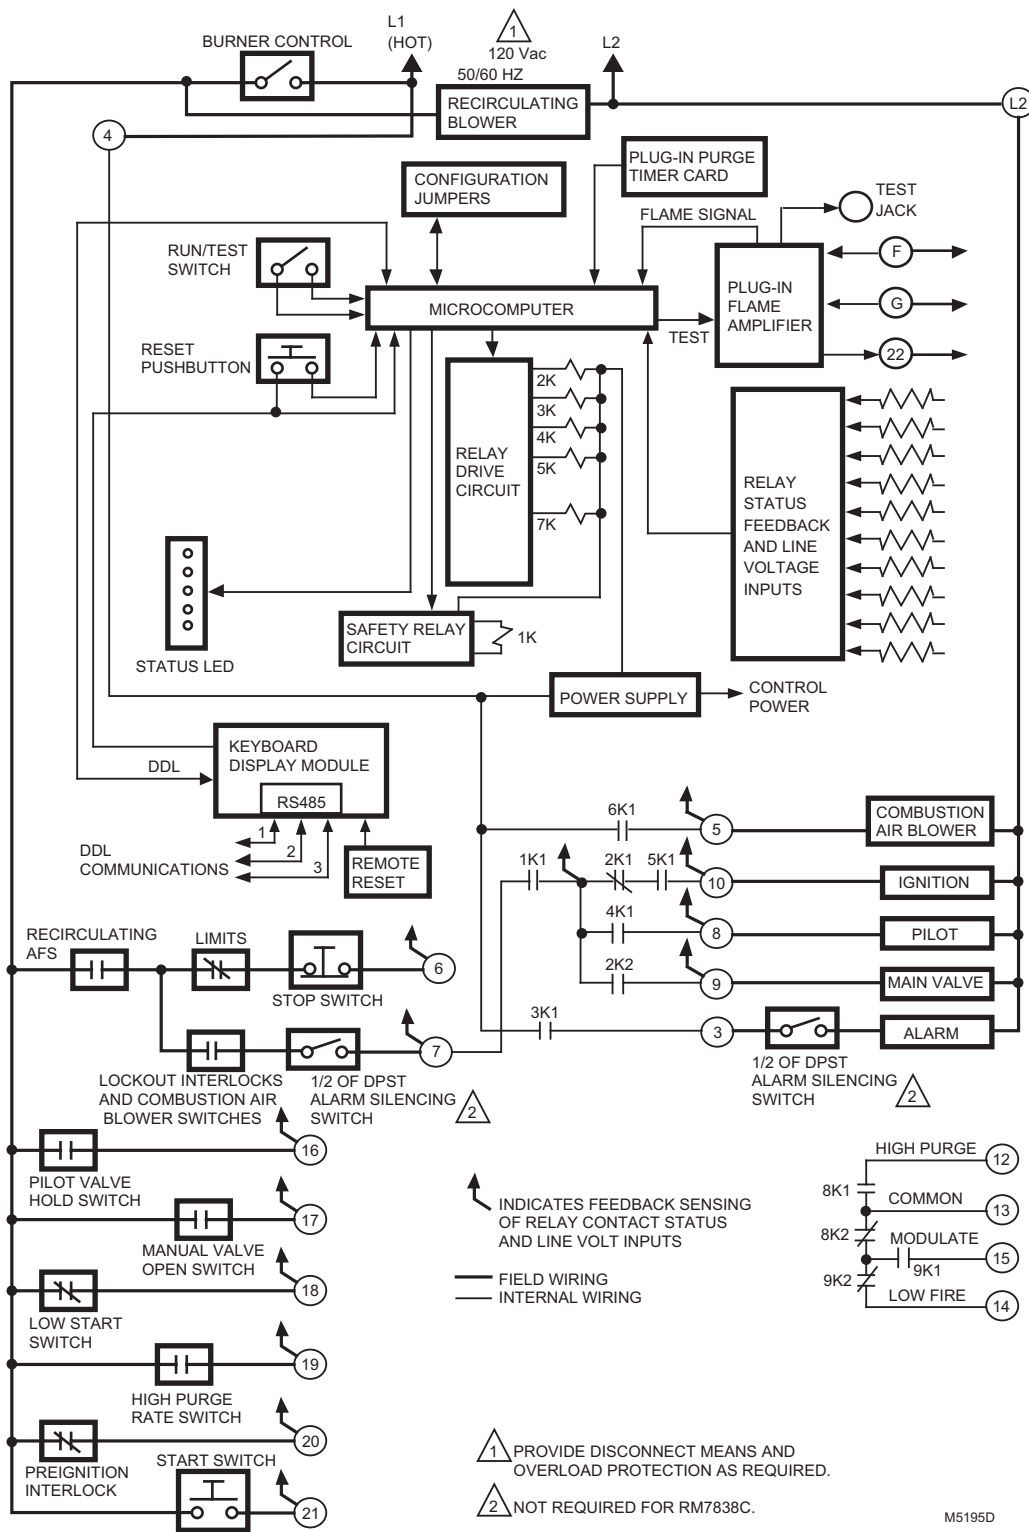 L1
(HOT)
BURNER CONTROL
1
120 Vac
50/60 HZ
L2
RECIRCULATING
BLOWER
L2
4
CONFIGURATION
JUMPERS
PLUG-IN PURGE
TIMER CARD
TEST
JACK
FLAME SIGNAL
RUN/TEST
SWITCH
F
PLUG-IN
FLAME
AMPLIFIER
MICROCOMPUTER
G
TEST
RESET
PUSHBUTTON
22
2K
3K
4K
5K
7K
RELAY
DRIVE
CIRCUIT
RELAY
STATUS
FEEDBACK
AND LINE
VOLTAGE
INPUTS
STATUS LED
SAFETY RELAY
CIRCUIT
1K
POWER SUPPLY
CONTROL
POWER
KEYBOARD
DISPLAY MODULE
DDL
RS485
1
2
3
DDL
COMMUNICATIONS
REMOTE
RESET
6K1
5
COMBUSTION
AIR BLOWER
1K1
2K1
5K1
10
IGNITION
4K1
8
PILOT
2K2
9
MAIN VALVE
3K1
3
ALARM
1/2 OF DPST
ALARM SILENCING
SWITCH
2
RECIRCULATING
AFS
LIMITS
STOP SWITCH
6
7
LOCKOUT INTERLOCKS
AND COMBUSTION AIR
BLOWER SWITCHES
1/2 OF DPST
ALARM SILENCING
SWITCH
2
16
PILOT VALVE
HOLD SWITCH
17
MANUAL VALVE
OPEN SWITCH
18
LOW START
SWITCH
19
HIGH PURGE
RATE SWITCH
20
PREIGNITION
INTERLOCK
START SWITCH
21
INDICATES FEEDBACK SENSING
OF RELAY CONTACT STATUS
AND LINE VOLT INPUTS
FIELD WIRING
INTERNAL WIRING
HIGH PURGE
12
8K1
COMMON
13
8K2
MODULATE
15
9K1
9K2
LOW FIRE
14
1 PROVIDE DISCONNECT MEANS AND
OVERLOAD PROTECTION AS REQUIRED.
2 NOT REQUIRED FOR RM7838C.
M5195D